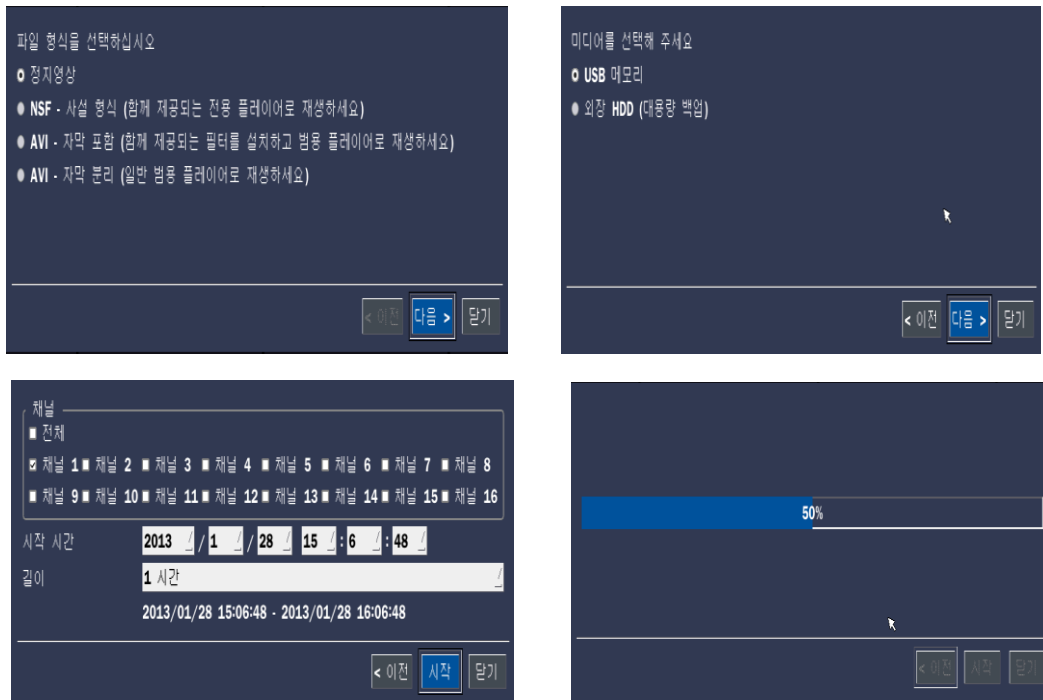 파일 형식을 선택하십시오
정지영상
NSF - 사설 형식 (함께 제공되는 전용 플레이어로 재생하세요)
AVI - 자막 포함 (함께 제공되는 필터를 설치하고 범용 플레이어로 재생하세요)
AVI - 자막 분리 (일반 범용 플레이어로 재생하세요)
< 이전 다음 > 닫기
미디어를 선택해 주세요
USB 메모리
외장 HDD (대용량 백업)
< 이전 다음 > 닫기
채널
전체
채널 1 채널 2 채널 3 채널 4 채널 5 채널 6 채널 7 채널 8
채널 9 채널 10 채널 11 채널 12 채널 13 채널 14 채널 15 채널 16
시작 시간 2013 / 1 / 28 15 : 6 : 48
길이 1 시간
2013/01/28 15:06:48 - 2013/01/28 16:06:48
< 이전 시작 닫기
50%
< 이전 시작 닫기